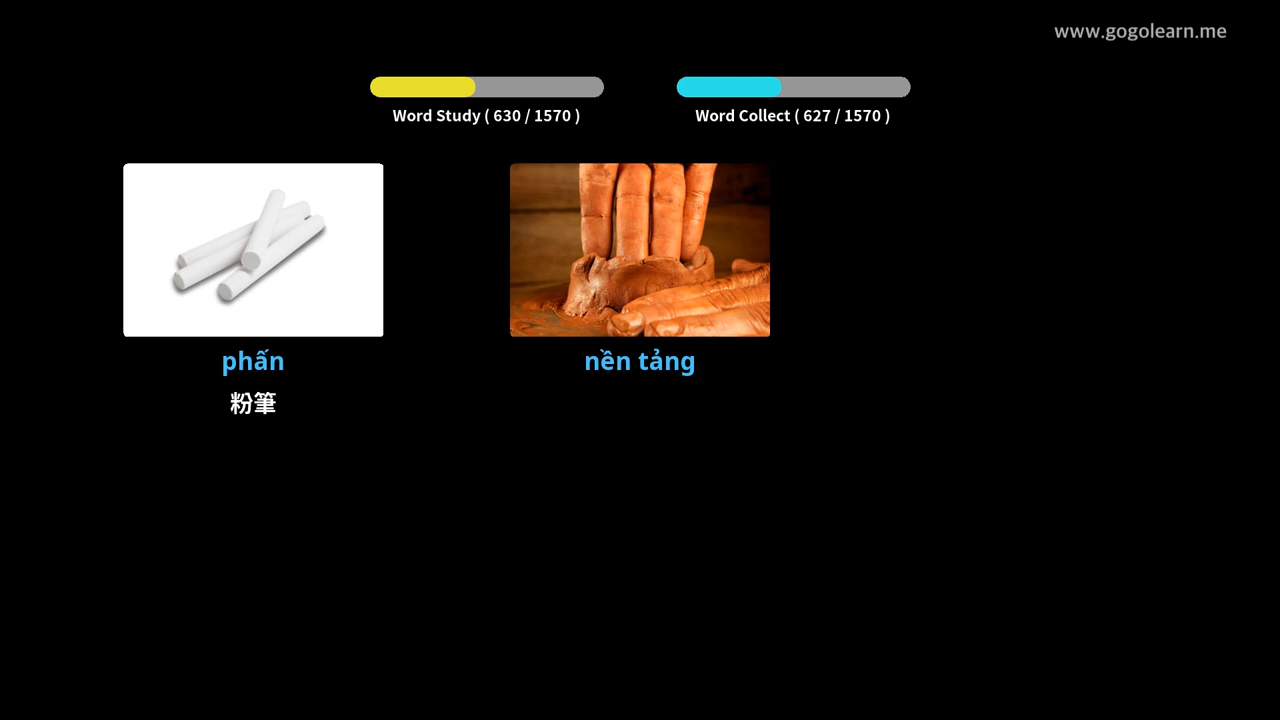 www.gogolearn.me
Word Study ( 630 / 1570 )
Word Collect ( 627 / 1570 )
phấn
nền tảng
粉筆